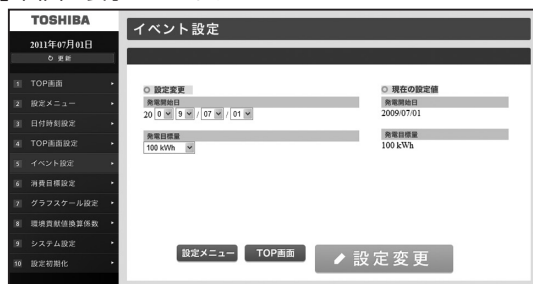 TOSHIBA
2011年07月01日
更新
1 TOP画面
2 設定メニュー
3 日付時刻設定
4 TOP画面設定
5 イベント設定
6 消費目標設定
7 グラフスケール設定
8 環境貢献値換算係数
9 システム設定
10 設定初期化
イベント設定
設定変更
発電開始日
20 0 9 / 07 / 01
発電目標量
100 kWh
現在の設定値
発電開始日
2009/07/01
発電目標量
100 kWh
設定メニュー TOP画面 設定変更